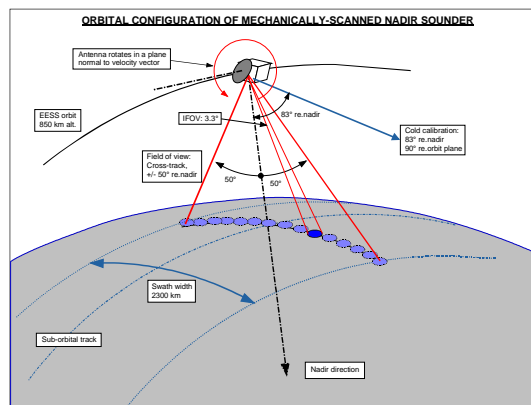 ORBITAL CONFIGURATION OF MECHANICALLY-SCANNED NADIR SOUNDER
Antenna rotates in a plane
normal to velocity vector
EESS orbit
850 km alt.
IFOV: 3.3°
83° re.nadir
Cold calibration:
83° re.nadir
90° re.orbit plane
Field of view:
Cross-track,
+/- 50° re.nadir
50°
50°
Swath width
2300 km
Sub-orbital track
Nadir direction